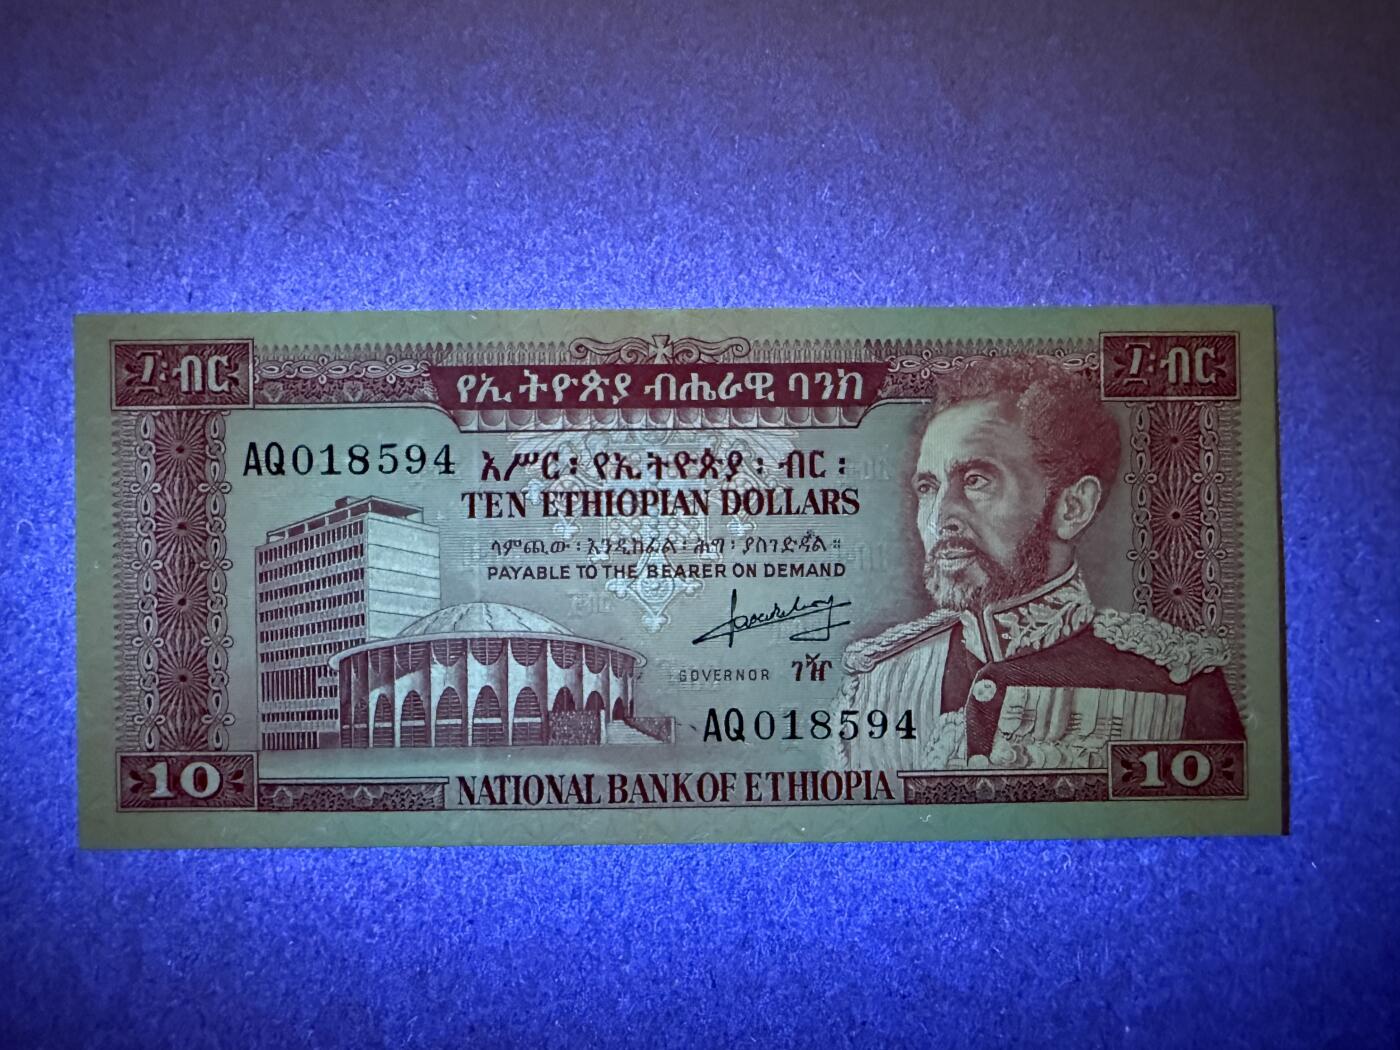 ፲፡ብር
የኢትዮጵያ ብሔራዊ ባንክ
፲፡ብር
AQ018594
አሥር፡የኢትዮጵያ፡ብር፡
TEN ETHIOPIAN DOLLARS
ላምጪው፡እንዲከፈል፡ሕግ፡ያስገድዳል።
PAYABLE TO THE BEARER ON DEMAND
GOVERNOR ገዥ
AQ018594
10
NATIONAL BANK OF ETHIOPIA
10